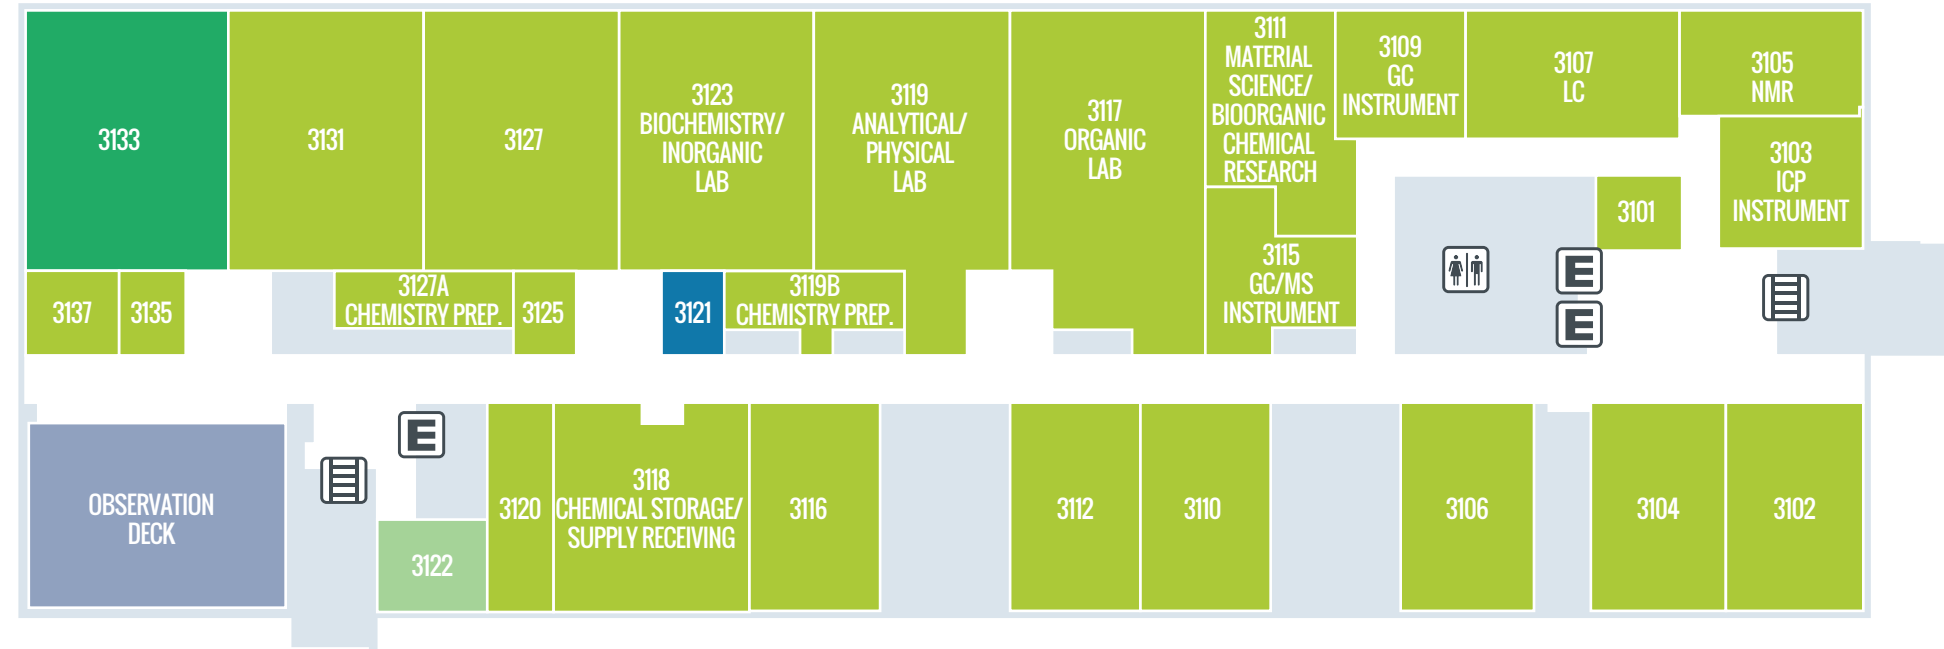 3133
3131
3127
3123
BIOCHEMISTRY/
INORGANIC
LAB
3119
ANALYTICAL/
PHYSICAL
LAB
3117
ORGANIC
LAB
3111
MATERIAL
SCIENCE/
BIOORGANIC
CHEMICAL
RESEARCH
3109
GC
INSTRUMENT
3107
LC
3105
NMR
3103
ICP
INSTRUMENT
3101
3137
3135
3127A
CHEMISTRY PREP.
3125
3121
3119B
CHEMISTRY PREP.
3115
GC/MS
INSTRUMENT
E
E
E
OBSERVATION
DECK
3122
3120
3118
CHEMICAL STORAGE/
SUPPLY RECEIVING
3116
3112
3110
3106
3104
3102